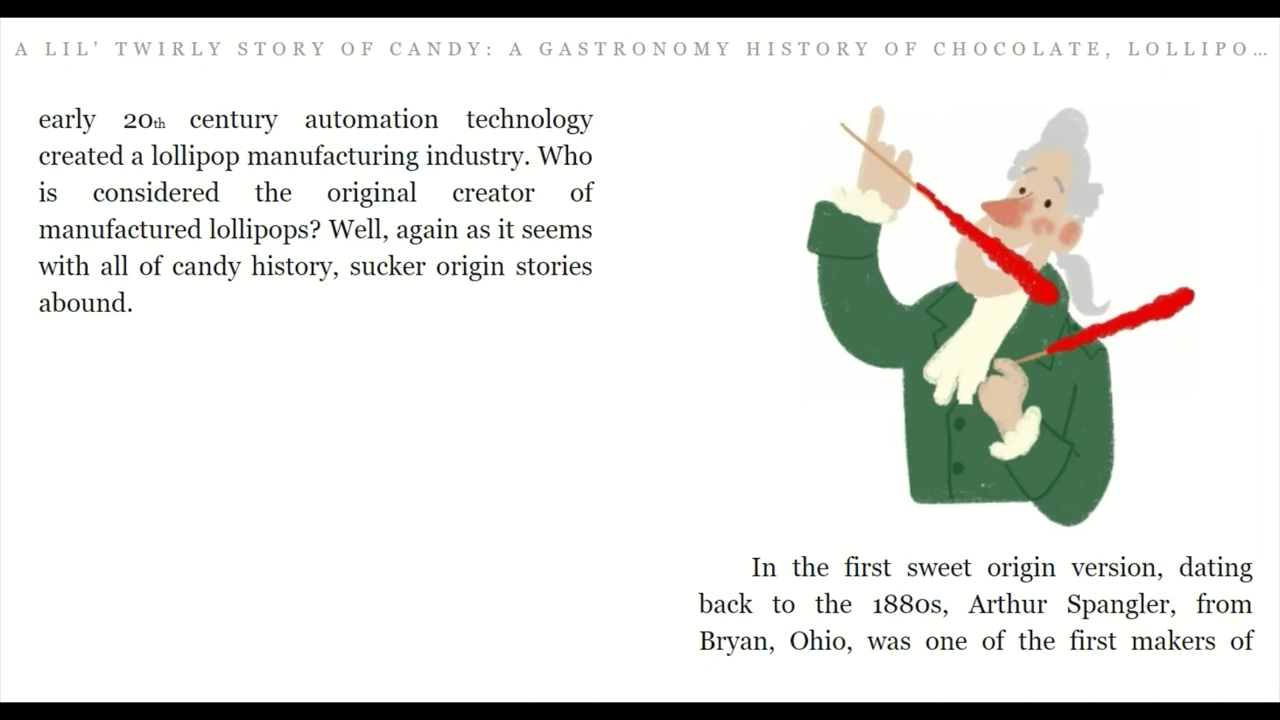 A LIL' TWIRLY STORY OF CANDY: A GASTRONOMY HISTORY OF CHOCOLATE, LOLLIPO…
early 20th century automation technology
created a lollipop manufacturing industry. Who
is considered the original creator of
manufactured lollipops? Well, again as it seems
with all of candy history, sucker origin stories
abound.
In the first sweet origin version, dating
back to the 1880s, Arthur Spangler, from
Bryan, Ohio, was one of the first makers of